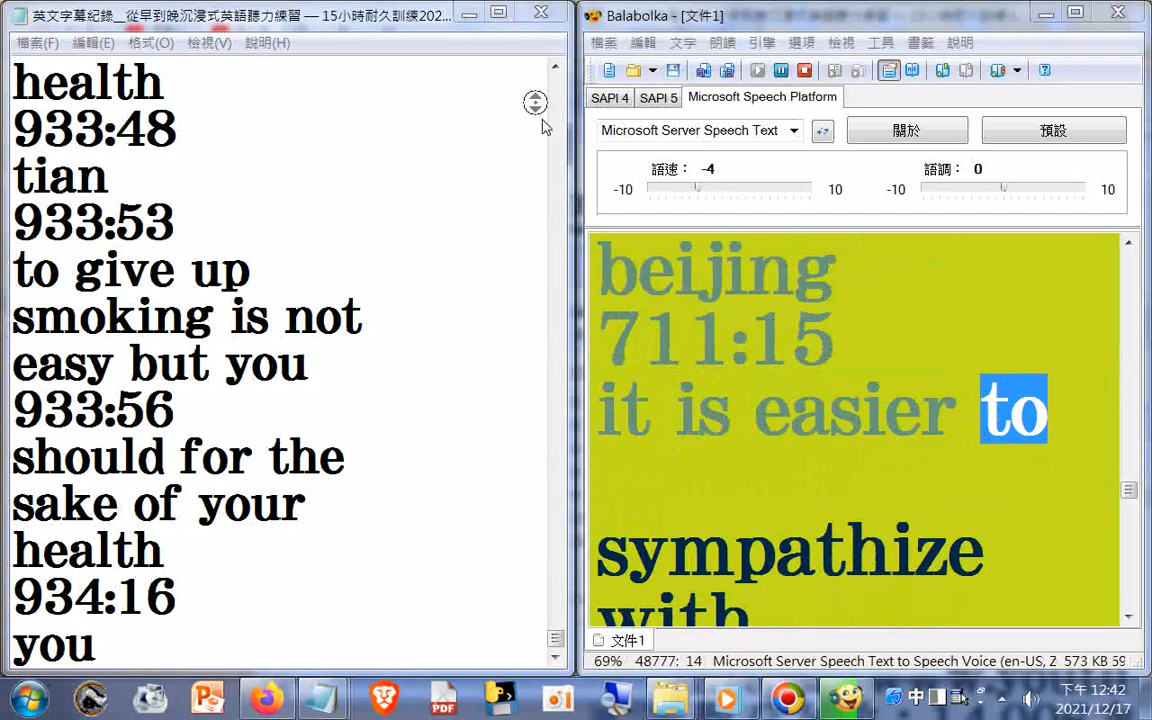 英文字幕紀錄__從早到晚沉浸式英語聽力練習 — 15小時耐久訓練202...
檔案(F) 編輯(E) 格式(O) 檢視(V) 說明(H)
health
933:48
tian
933:53
to give up
smoking is not
easy but you
933:56
should for the
sake of your
health
934:16
you
Balabolka - [文件1]
檔案 編輯 文字 朗讀 引擎 選項 檢視 工具 書籤 說明
SAPI 4 SAPI 5 Microsoft Speech Platform
Microsoft Server Speech Text 關於 預設
語速： -4 語調： 0
-10 10 -10 10
beijing
711:15
it is easier to
sympathize
with
文件1
69% 48777: 14 Microsoft Server Speech Text to Speech Voice (en-US, Z 573 KB 59
PDF 中 下午 12:42
2021/12/17